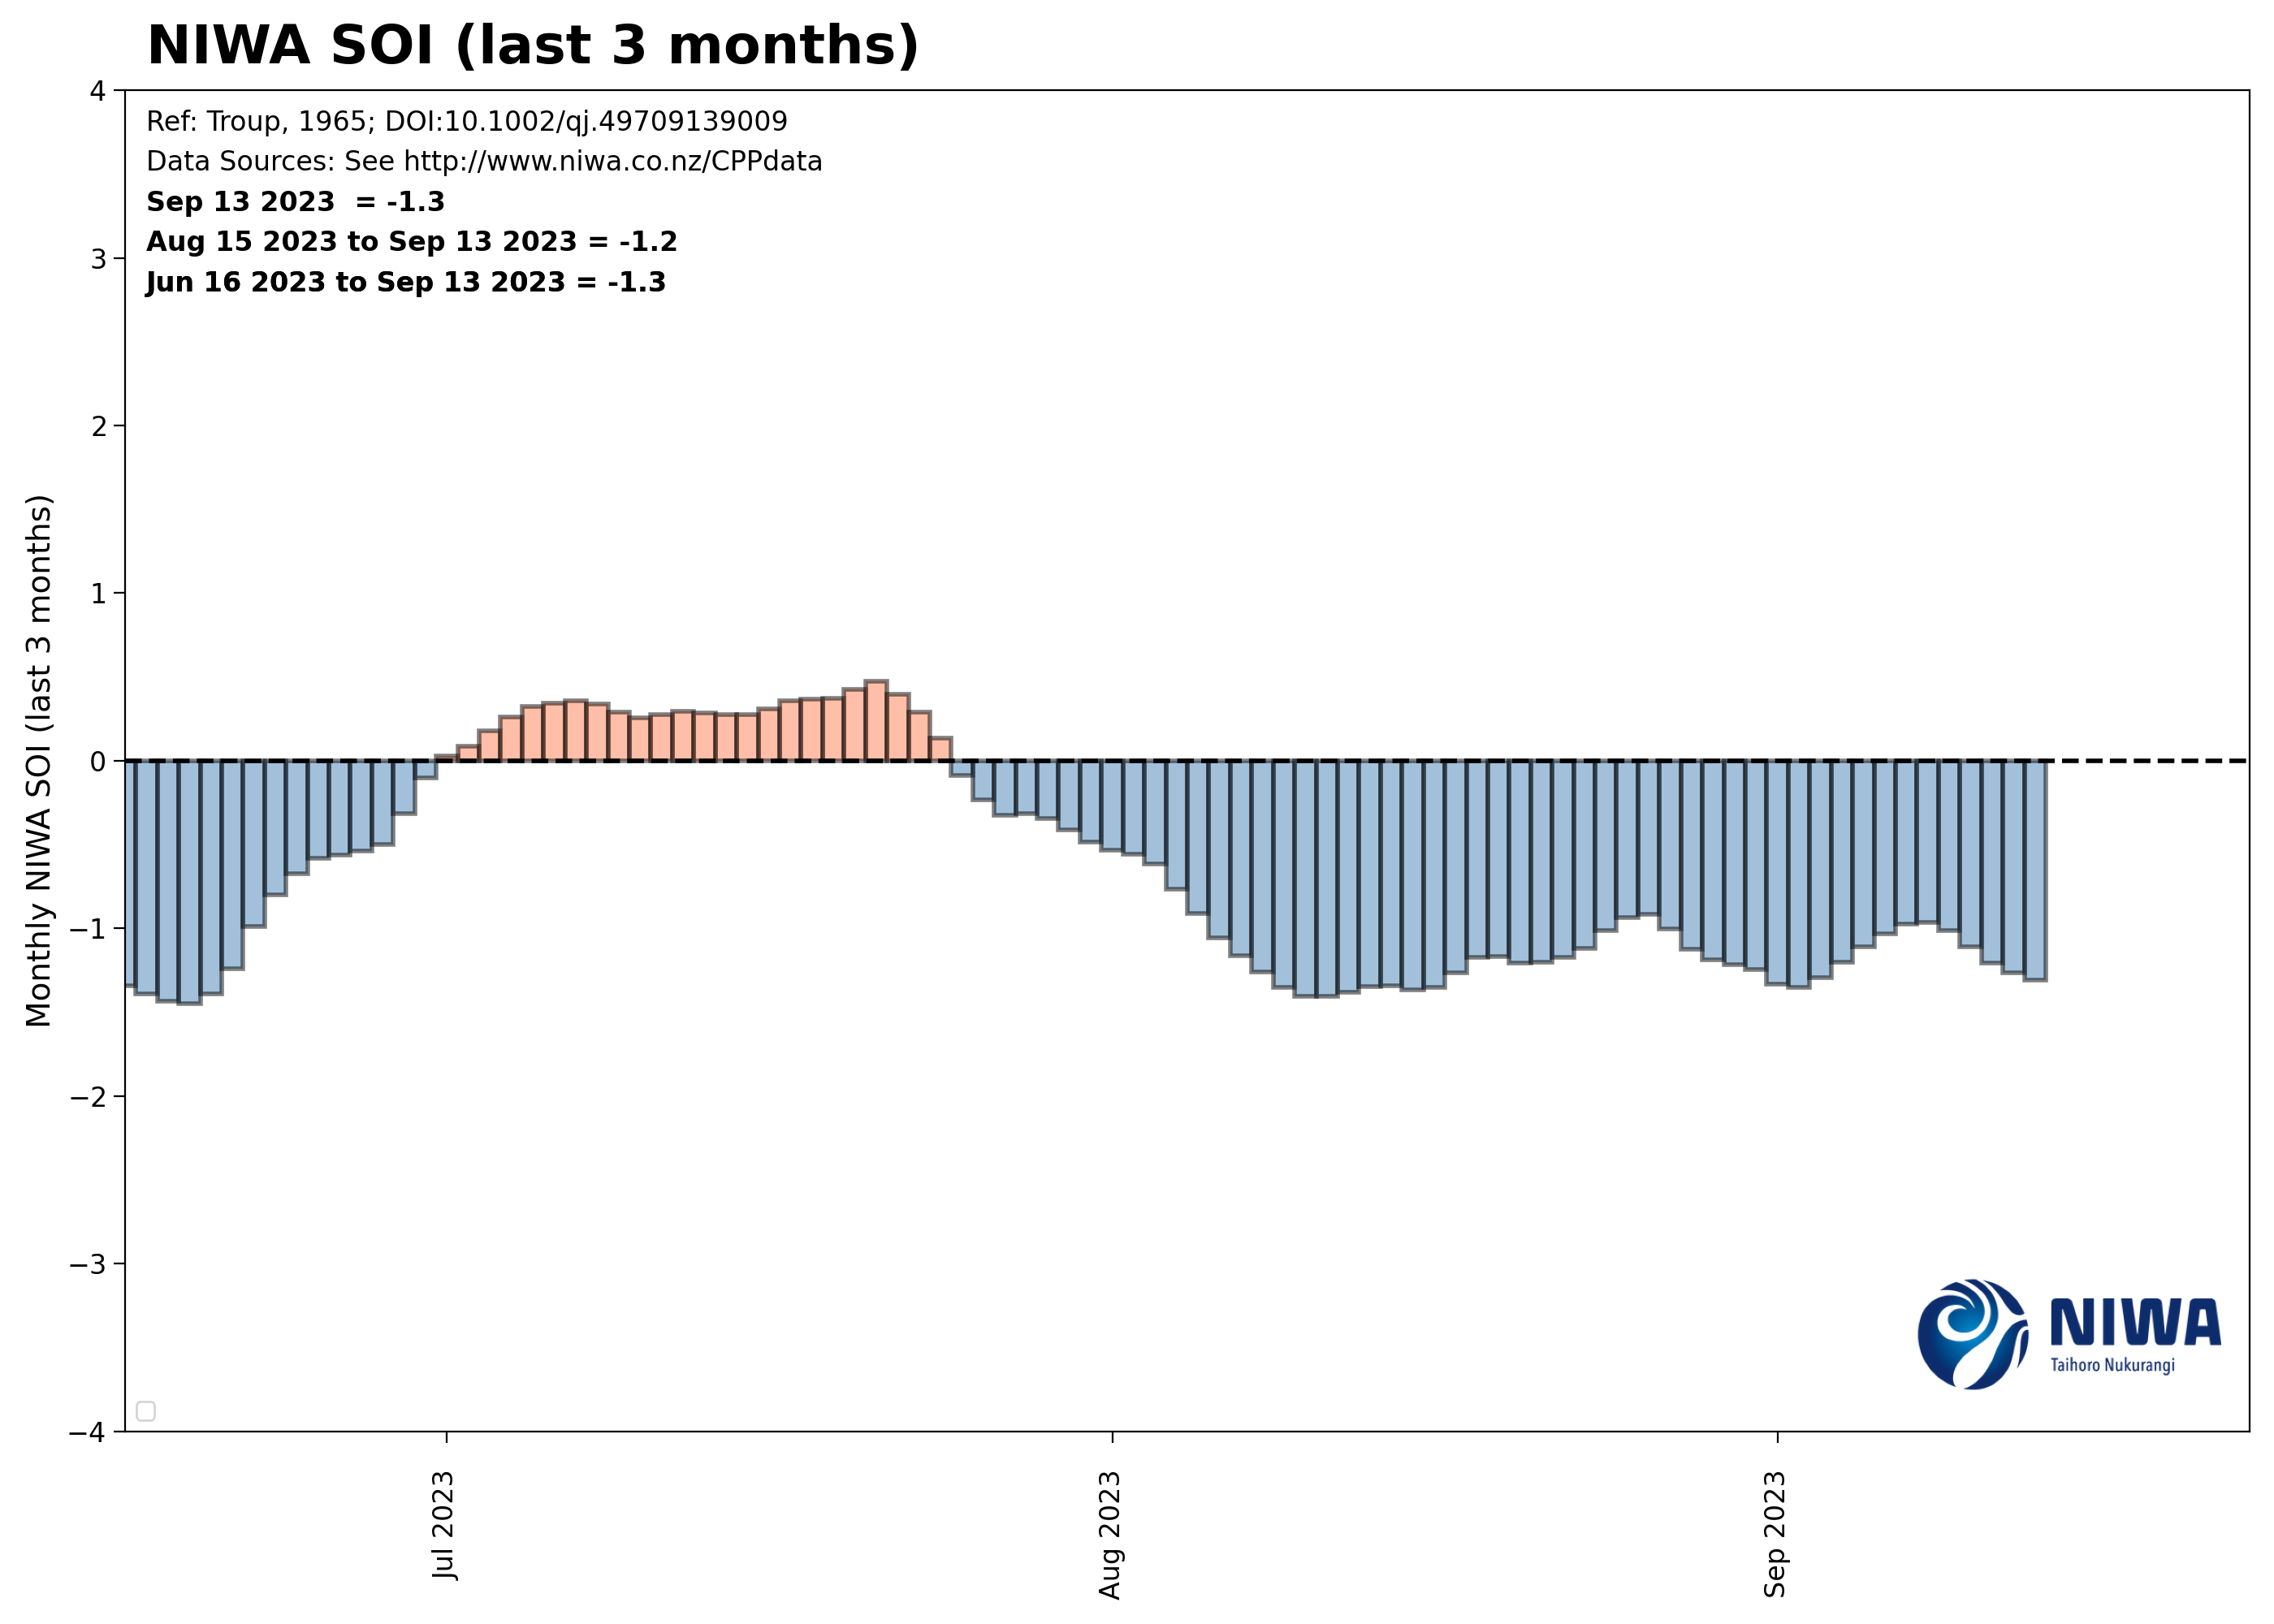 NIWA SOI (last 3 months)
Ref: Troup, 1965; DOI:10.1002/qj.49709139009
Data Sources: See http://www.niwa.co.nz/CPPdata
Sep 13 2023  = -1.3
Aug 15 2023 to Sep 13 2023 = -1.2
Jun 16 2023 to Sep 13 2023 = -1.3
Monthly NIWA SOI (last 3 months)
4
3
2
1
0
−1
−2
−3
−4
Jul 2023
Aug 2023
Sep 2023
NIWA
Taihoro Nukurangi